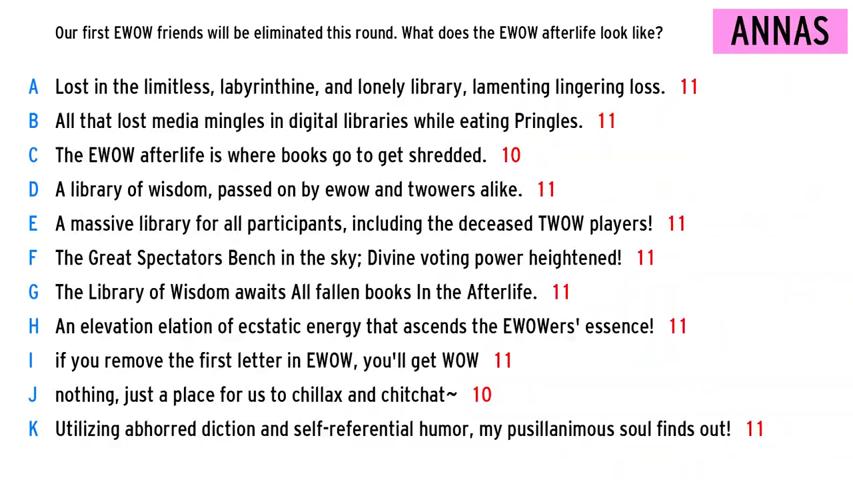 Our first EWOW friends will be eliminated this round. What does the EWOW afterlife look like?
ANNAS
A Lost in the limitless, labyrinthine, and lonely library, lamenting lingering loss. 11
B All that lost media mingles in digital libraries while eating Pringles. 11
C The EWOW afterlife is where books go to get shredded. 10
D A library of wisdom, passed on by ewow and twowers alike. 11
E A massive library for all participants, including the deceased TWOW players! 11
F The Great Spectators Bench in the sky; Divine voting power heightened! 11
G The Library of Wisdom awaits All fallen books In the Afterlife. 11
H An elevation elation of ecstatic energy that ascends the EWOWers' essence! 11
I if you remove the first letter in EWOW, you'll get WOW 11
J nothing, just a place for us to chillax and chitchat~ 10
K Utilizing abhorred diction and self-referential humor, my pusillanimous soul finds out! 11